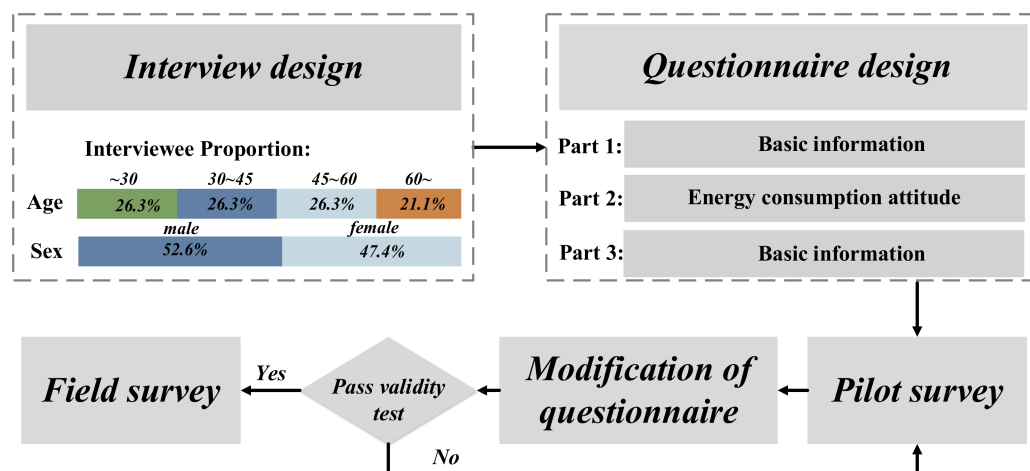 Interview design
Interviewee Proportion:
~30 30~45 45~60 60~
Age 26.3% 26.3% 26.3% 21.1%
male female
Sex 52.6% 47.4%
Questionnaire design
Part 1: Basic information
Part 2: Energy consumption attitude
Part 3: Basic information
Field survey
Yes
Pass validity
test
No
Modification of
questionnaire
Pilot survey